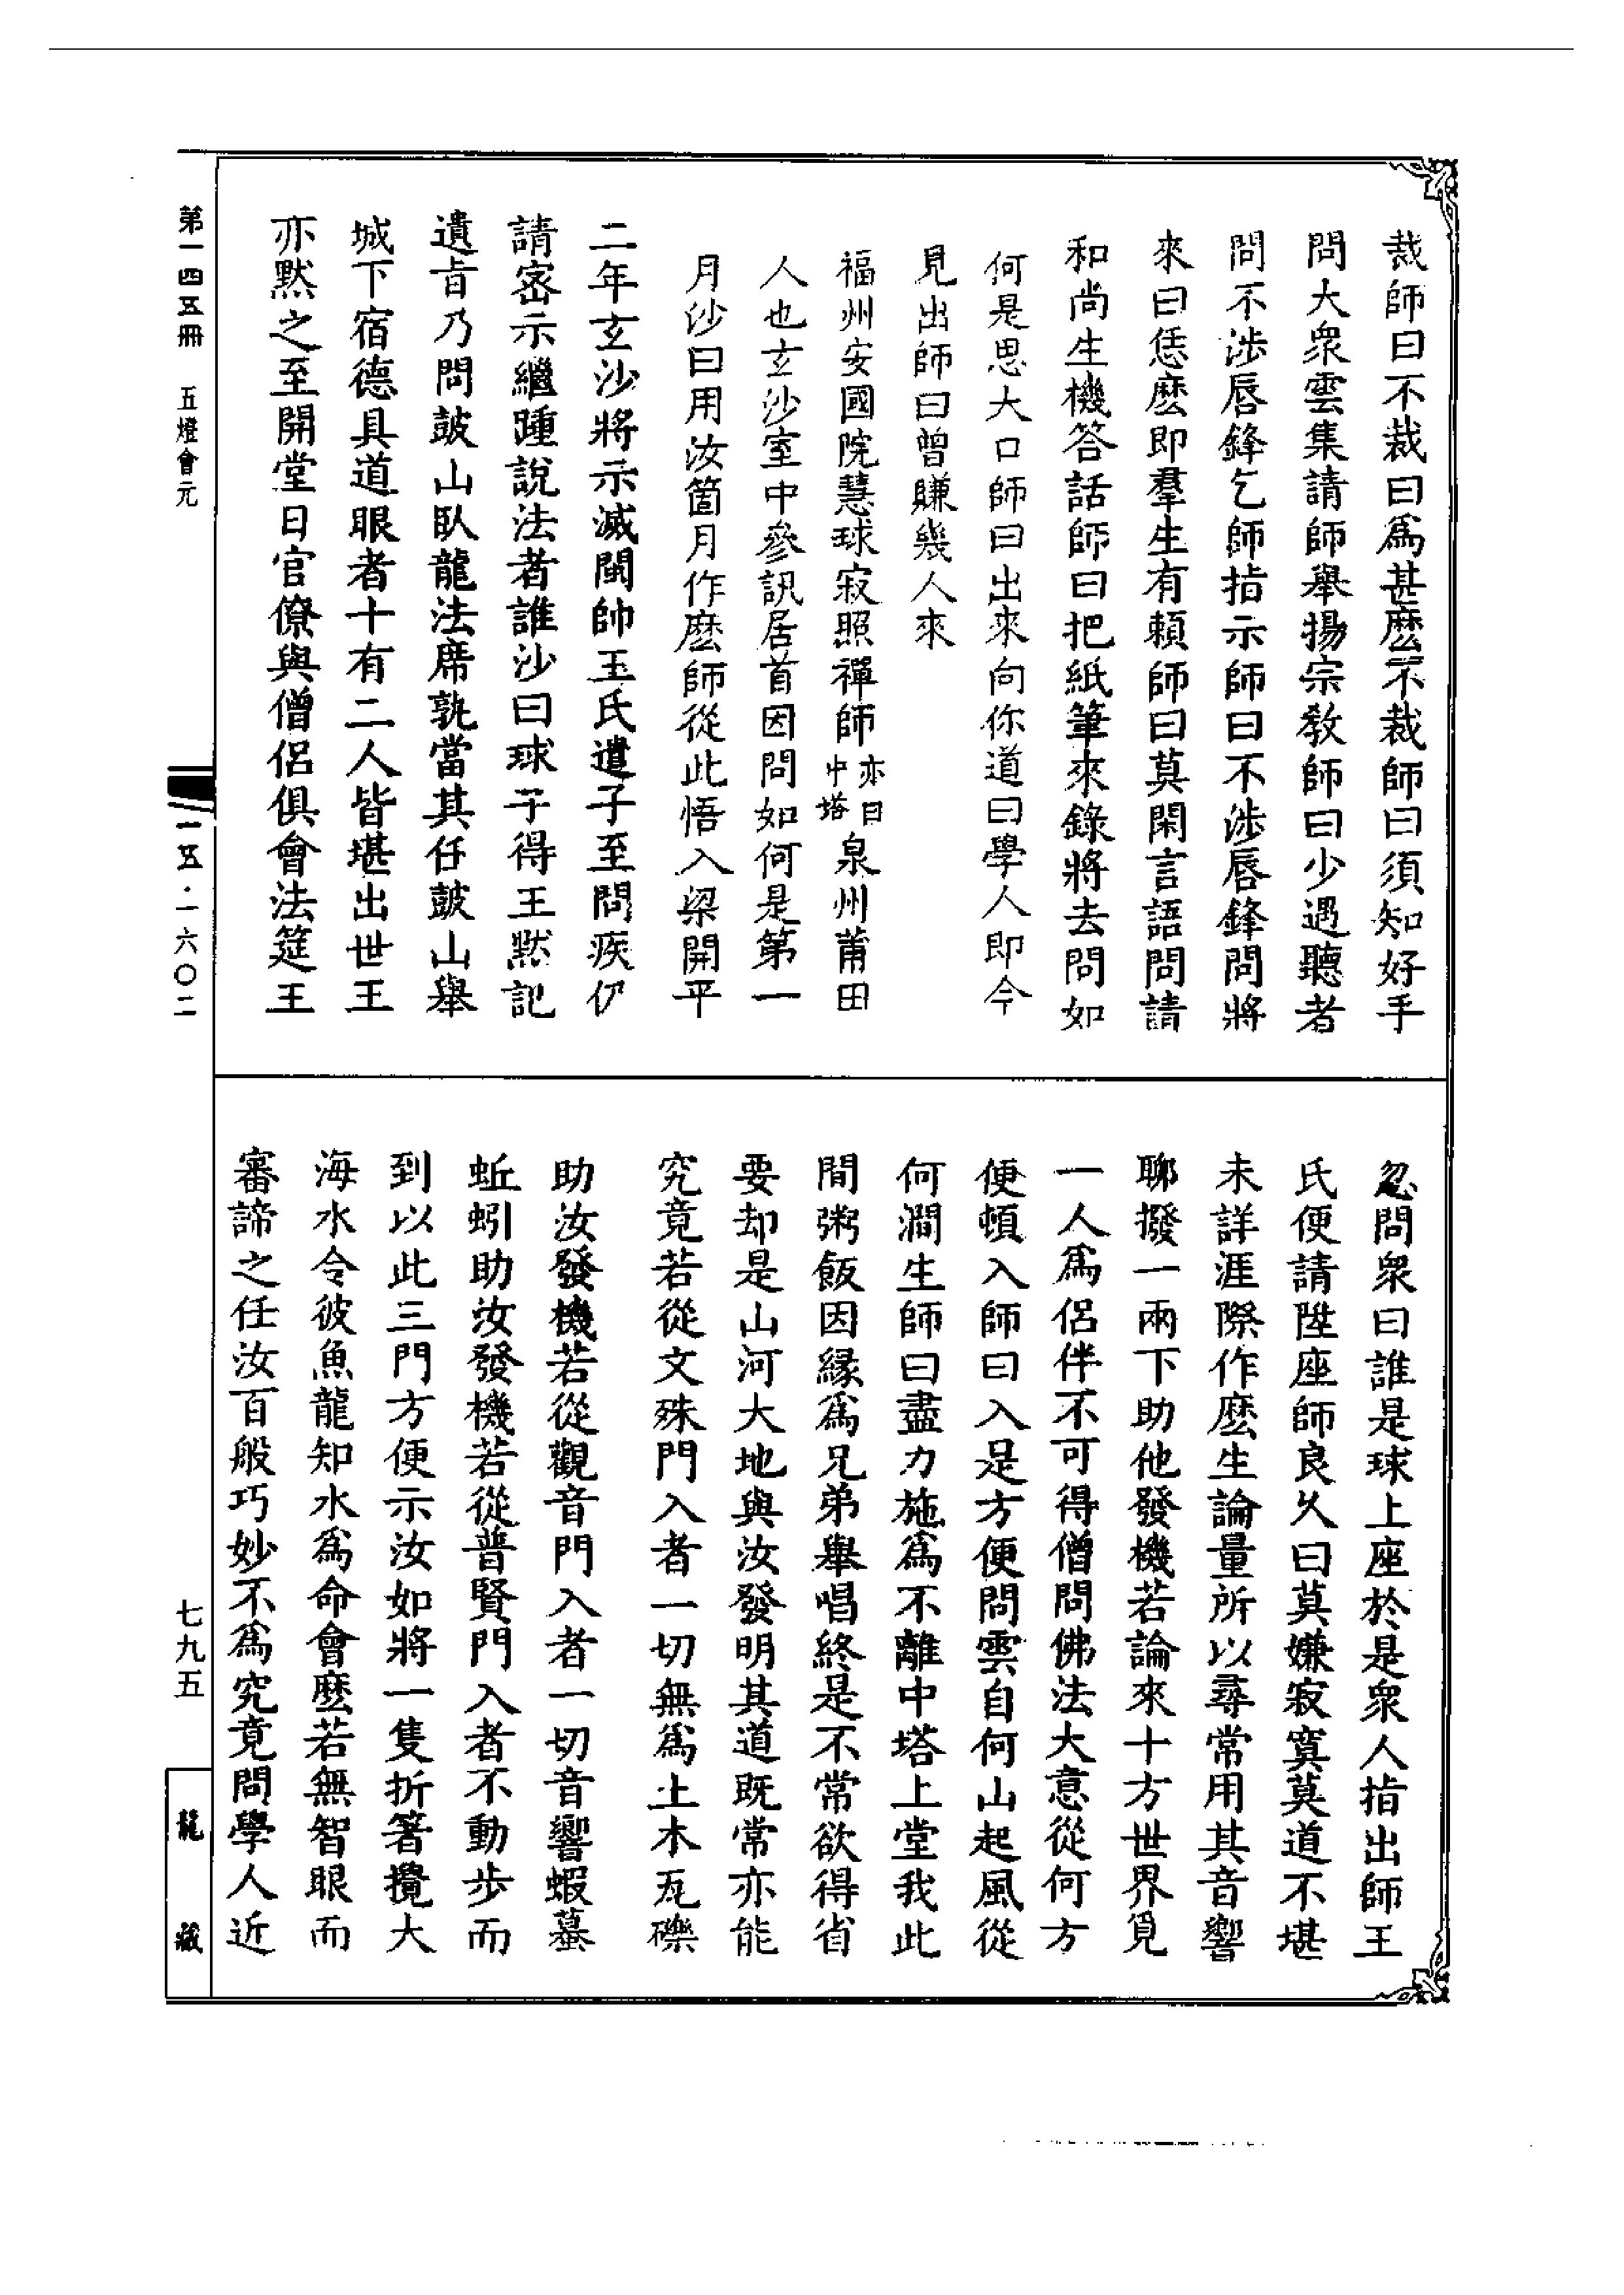 裁師曰不裁曰爲甚麽不裁師曰須知好手
問大衆雲集請師舉揚宗教師曰少遇聽者
問不涉唇鋒乞師指示師曰不涉唇鋒問將
來曰恁麽即羣生有賴師曰莫閑言語問請
和尚生機答話師曰把紙筆來錄將去問如
何是思大口師曰出來向你道曰學人即今
見出師曰曾賺幾人來
福州安國院慧球寂照禪師亦曰中塔泉州莆田
人也玄沙室中參訊居首因問如何是第一
月沙曰用汝箇月作麽師從此悟入梁開平
二年玄沙將示滅閩帥王氏遣子至問疾仍
請密示繼踵說法者誰沙曰球子得王默記
遺旨乃問鼓山臥龍法席孰當其任鼓山舉
城下宿德具道眼者十有二人皆堪出世王
亦默之至開堂日官僚與僧侶俱會法筵王
忽問衆曰誰是球上座於是衆人指出師王
氏便請陞座師良久曰莫嫌寂寞莫道不堪
未詳涯際作麽生論量所以尋常用其音響
聊撥一兩下助他發機若論來十方世界覓
一人爲侶伴不可得僧問佛法大意從何方
便頓入師曰入是方便問雲自何山起風從
何澗生師曰盡力施爲不離中塔上堂我此
間粥飯因緣爲兄弟舉唱終是不常欲得省
要却是山河大地與汝發明其道既常亦能
究竟若從文殊門入者一切無爲土木瓦礫
助汝發機若從觀音門入者一切音響蝦蟇
蚯蚓助汝發機若從普賢門入者不動步而
到以此三門方便示汝如將一隻折箸攪大
海水令彼魚龍知水爲命會麽若無智眼而
審諦之任汝百般巧妙不爲究竟問學人近
第一四五冊 五燈會元
一五·一六〇二
七九五
龍藏